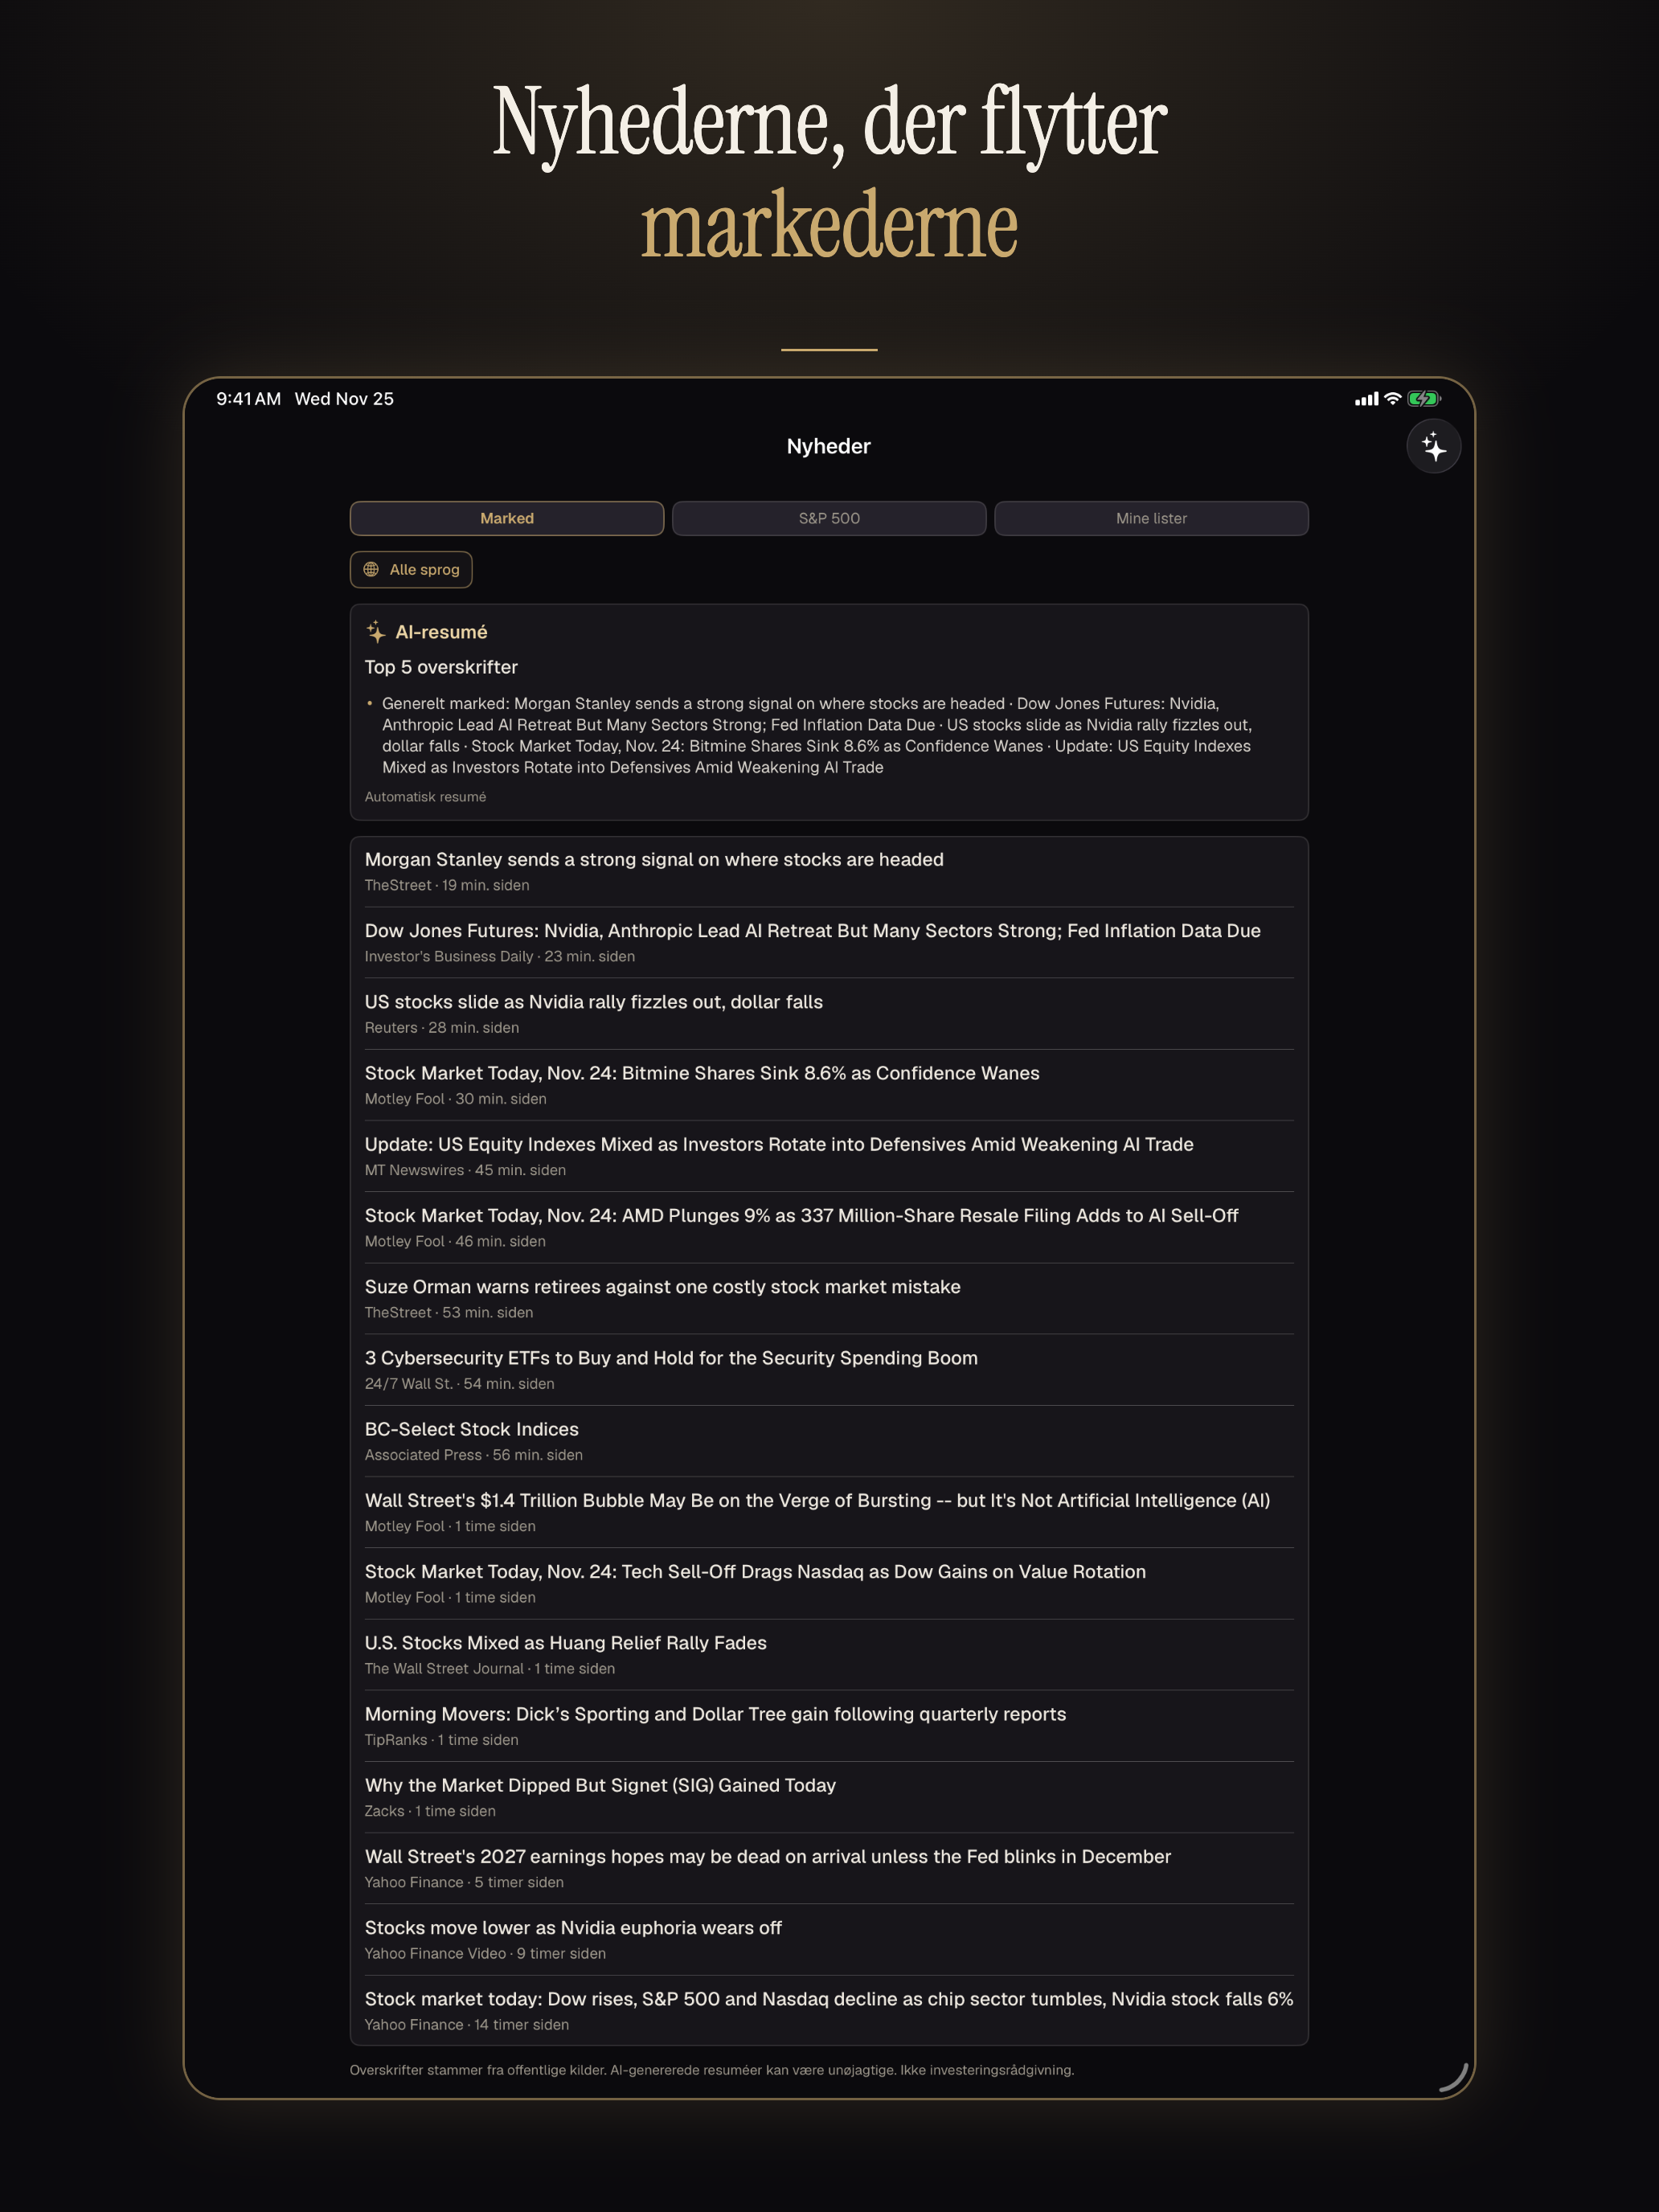 Nyhederne, der flytter
markederne
9:41 AM Wed Nov 25
Nyheder
Marked
S&P 500
Mine lister
Alle sprog
AI-resumé
Top 5 overskrifter
• Generelt marked: Morgan Stanley sends a strong signal on where stocks are headed · Dow Jones Futures: Nvidia,
Anthropic Lead AI Retreat But Many Sectors Strong; Fed Inflation Data Due · US stocks slide as Nvidia rally fizzles out,
dollar falls · Stock Market Today, Nov. 24: Bitmine Shares Sink 8.6% as Confidence Wanes · Update: US Equity Indexes
Mixed as Investors Rotate into Defensives Amid Weakening AI Trade
Automatisk resumé
Morgan Stanley sends a strong signal on where stocks are headed
TheStreet · 19 min. siden
Dow Jones Futures: Nvidia, Anthropic Lead AI Retreat But Many Sectors Strong; Fed Inflation Data Due
Investor's Business Daily · 23 min. siden
US stocks slide as Nvidia rally fizzles out, dollar falls
Reuters · 28 min. siden
Stock Market Today, Nov. 24: Bitmine Shares Sink 8.6% as Confidence Wanes
Motley Fool · 30 min. siden
Update: US Equity Indexes Mixed as Investors Rotate into Defensives Amid Weakening AI Trade
MT Newswires · 45 min. siden
Stock Market Today, Nov. 24: AMD Plunges 9% as 337 Million-Share Resale Filing Adds to AI Sell-Off
Motley Fool · 46 min. siden
Suze Orman warns retirees against one costly stock market mistake
TheStreet · 53 min. siden
3 Cybersecurity ETFs to Buy and Hold for the Security Spending Boom
24/7 Wall St. · 54 min. siden
BC-Select Stock Indices
Associated Press · 56 min. siden
Wall Street's $1.4 Trillion Bubble May Be on the Verge of Bursting -- but It's Not Artificial Intelligence (AI)
Motley Fool · 1 time siden
Stock Market Today, Nov. 24: Tech Sell-Off Drags Nasdaq as Dow Gains on Value Rotation
Motley Fool · 1 time siden
U.S. Stocks Mixed as Huang Relief Rally Fades
The Wall Street Journal · 1 time siden
Morning Movers: Dick’s Sporting and Dollar Tree gain following quarterly reports
TipRanks · 1 time siden
Why the Market Dipped But Signet (SIG) Gained Today
Zacks · 1 time siden
Wall Street's 2027 earnings hopes may be dead on arrival unless the Fed blinks in December
Yahoo Finance · 5 timer siden
Stocks move lower as Nvidia euphoria wears off
Yahoo Finance Video · 9 timer siden
Stock market today: Dow rises, S&P 500 and Nasdaq decline as chip sector tumbles, Nvidia stock falls 6%
Yahoo Finance · 14 timer siden
Overskrifter stammer fra offentlige kilder. AI-genererede resuméer kan være unøjagtige. Ikke investeringsrådgivning.